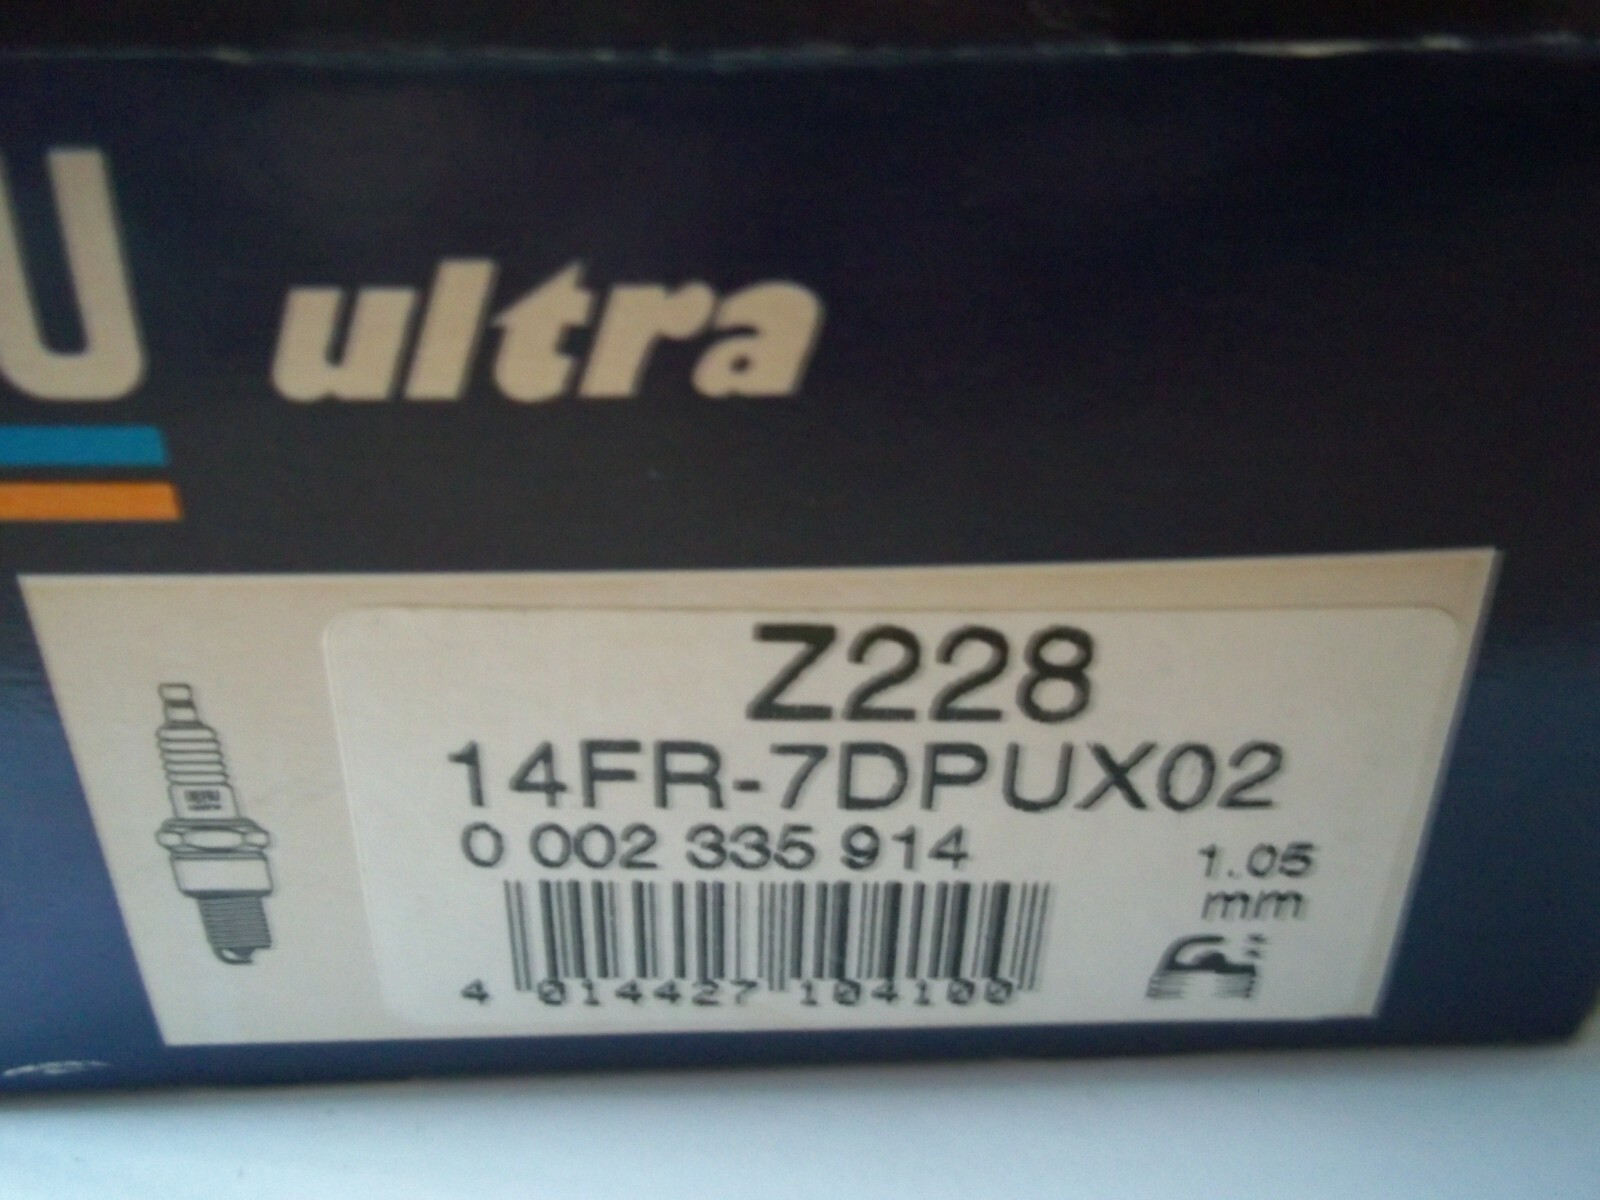 U ultra
Z228
14FR-7DPUX02
0 002 335 914
1.05
mm
4 014427 104100